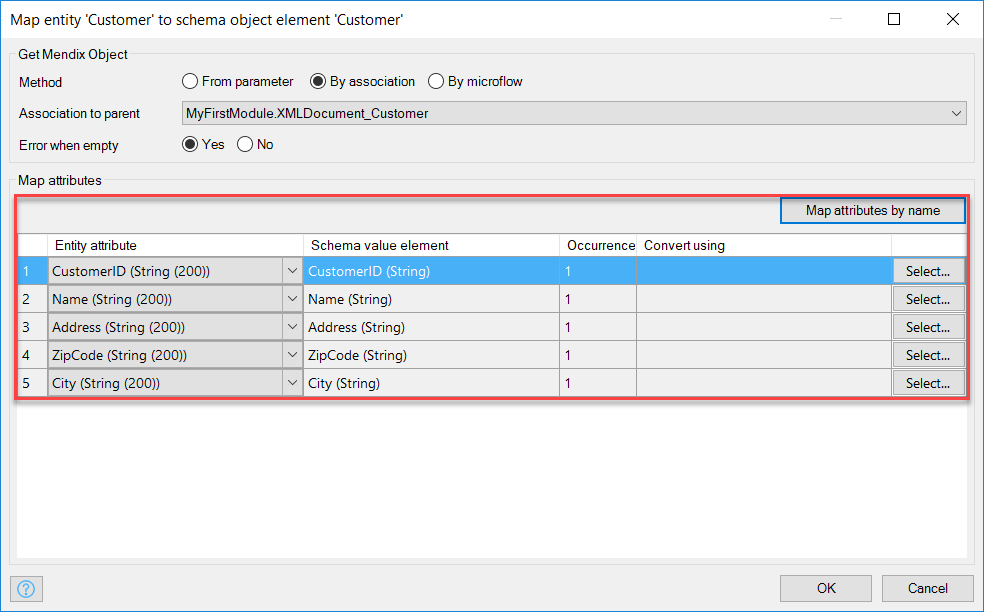 Map entity 'Customer' to schema object element 'Customer'
Get Mendix Object
Method From parameter By association By microflow
Association to parent MyFirstModule.XMLDocument_Customer
Error when empty Yes No
Map attributes
Map attributes by name
Entity attribute Schema value element Occurrence Convert using
1 CustomerID (String (200)) CustomerID (String) 1 Select...
2 Name (String (200)) Name (String) 1 Select...
3 Address (String (200)) Address (String) 1 Select...
4 ZipCode (String (200)) ZipCode (String) 1 Select...
5 City (String (200)) City (String) 1 Select...
? OK Cancel